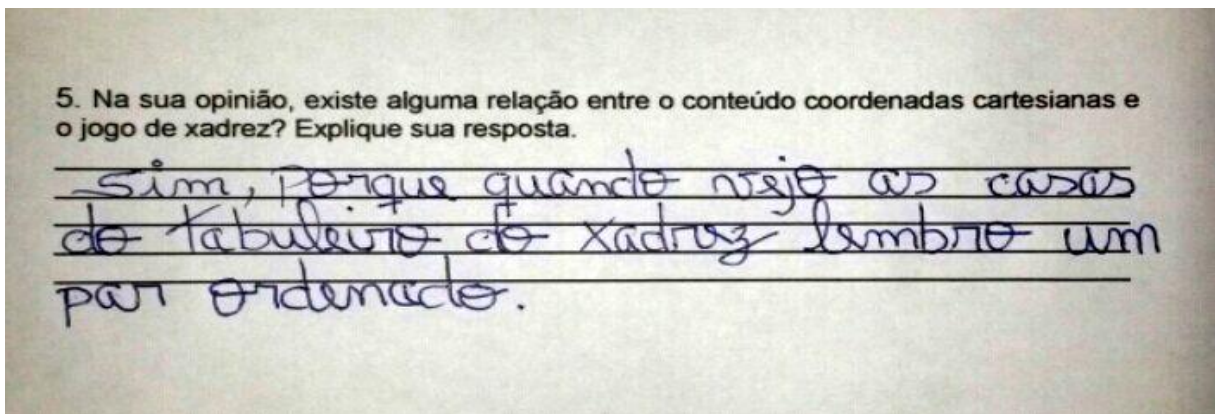 5. Na sua opinião, existe alguma relação entre o conteúdo coordenadas cartesianas e
o jogo de xadrez? Explique sua resposta.
Sim, porque quando vejo as casas
do tabuleiro do xadrez lembro um
par ordenado.